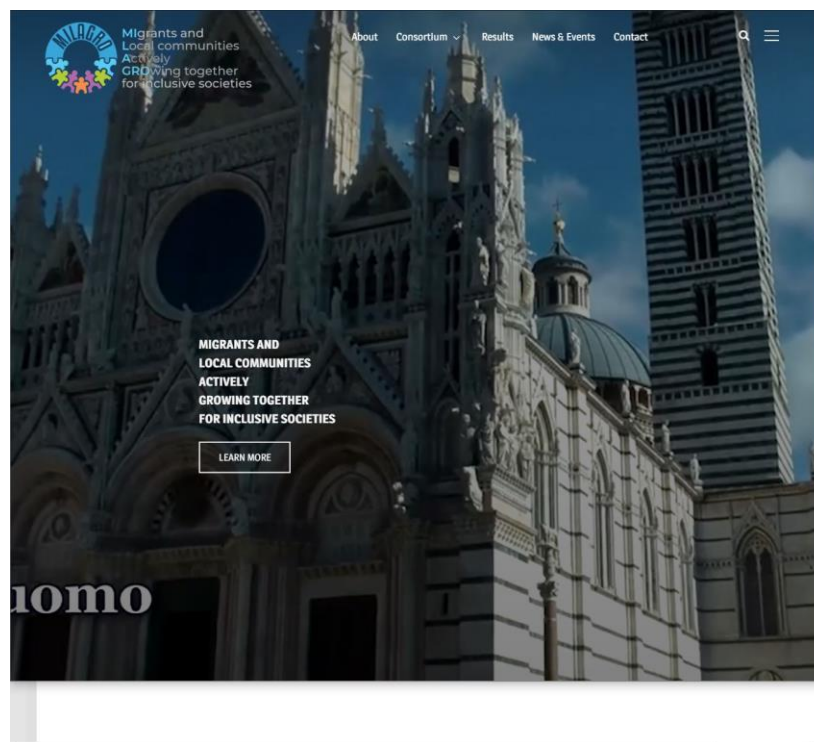 MILAGRO
MIgrants and
Local communities
Actively
GROwing together
for inclusive societies
About Consortium Results News & Events Contact
MIGRANTS AND
LOCAL COMMUNITIES
ACTIVELY
GROWING TOGETHER
FOR INCLUSIVE SOCIETIES
LEARN MORE
uomo